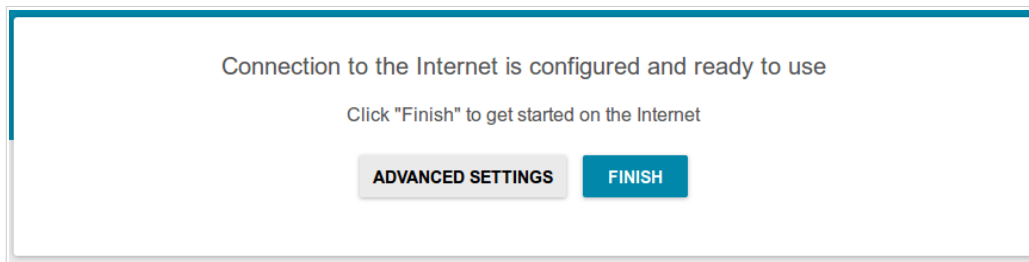 Connection to the Internet is configured and ready to use
Click "Finish" to get started on the Internet
ADVANCED SETTINGS FINISH